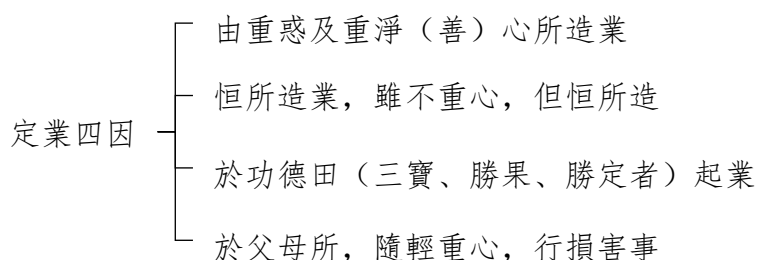 定業四因
由重惑及重淨（善）心所造業
恒所造業，雖不重心，但恒所造
於功德田（三寶、勝果、勝定者）起業
於父母所，隨輕重心，行損害事